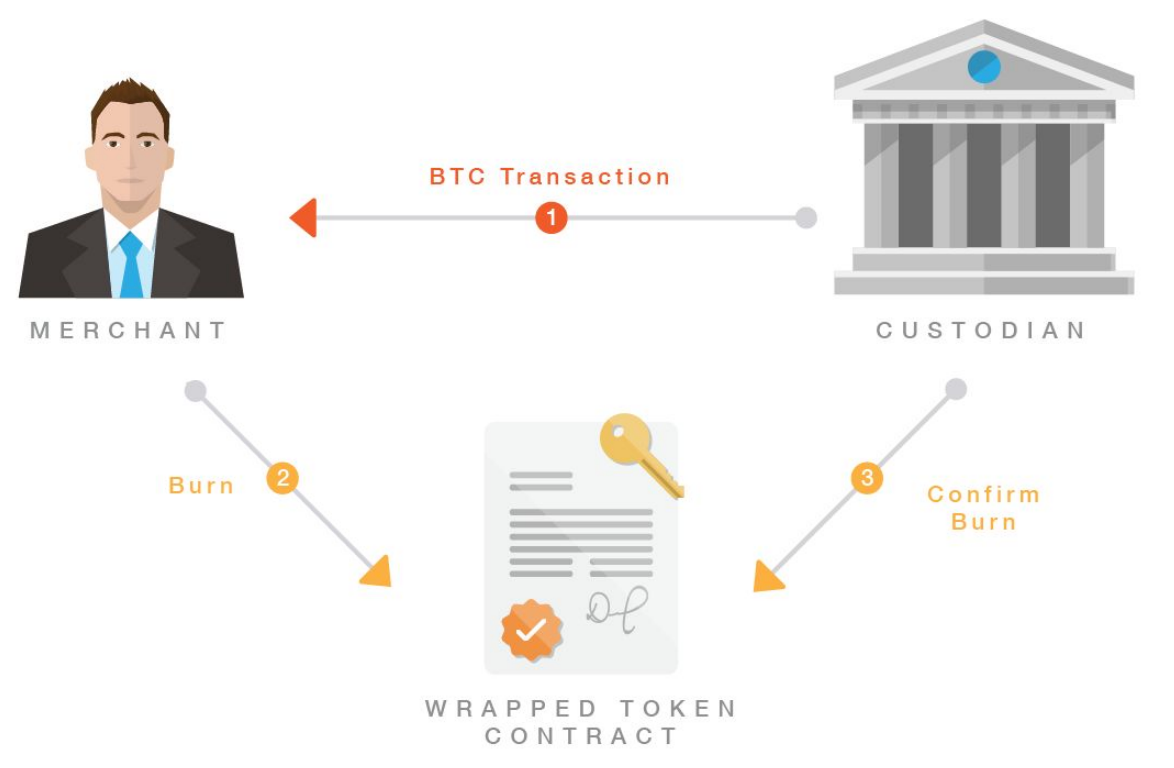 BTC Transaction
1
MERCHANT
CUSTODIAN
Burn
2
3
Confirm
Burn
WRAPPED TOKEN
CONTRACT